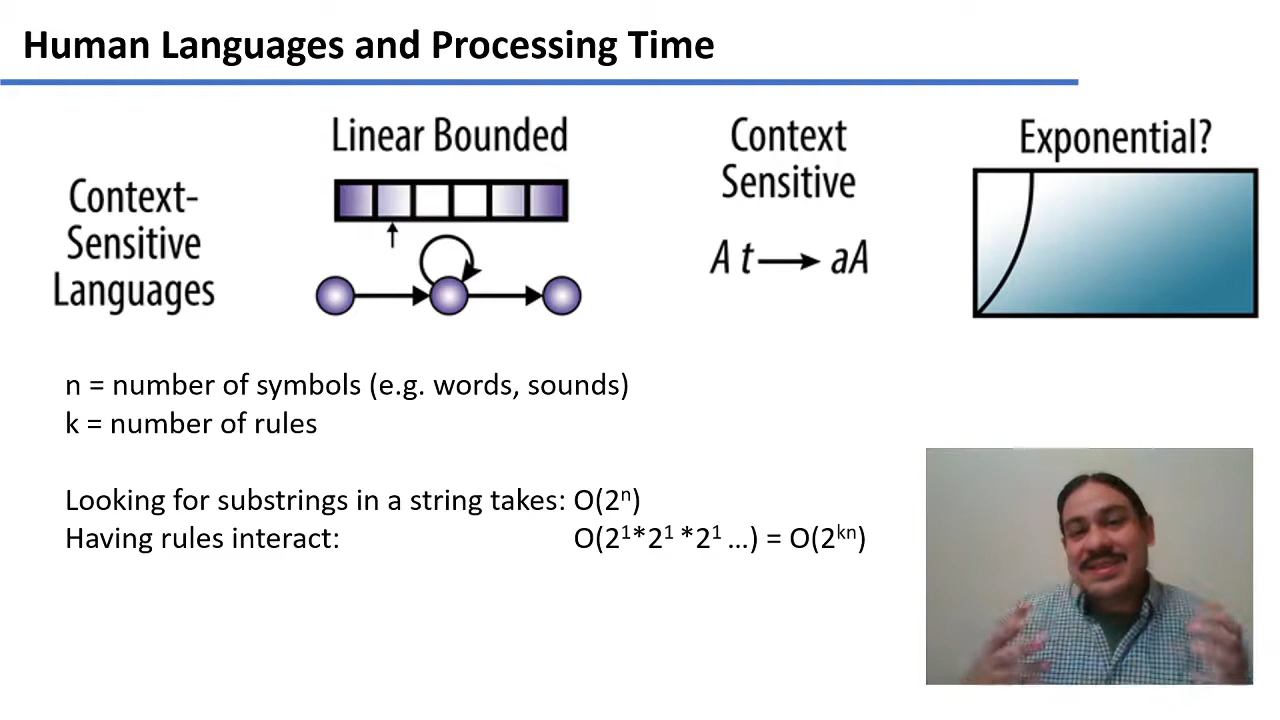 Human Languages and Processing Time
Context-
Sensitive
Languages
Linear Bounded
Context
Sensitive
A t → aA
Exponential?
n = number of symbols (e.g. words, sounds)
k = number of rules
Looking for substrings in a string takes: O(2ⁿ)
Having rules interact: O(2¹*2¹ *2¹ …) = O(2ᵏⁿ)